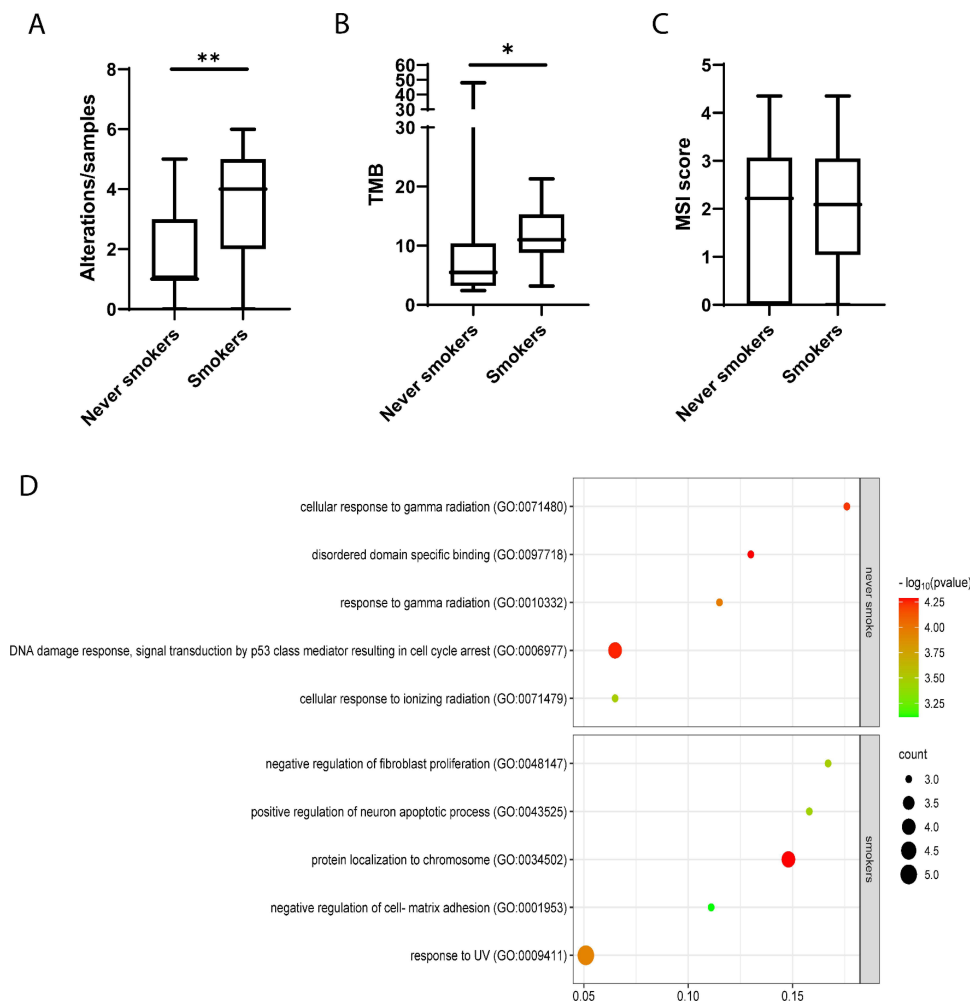 A
**
8
6
4
2
0
Alterations/samples
Never smokers
Smokers
B
*
60
50
40
30
30
20
10
0
TMB
Never smokers
Smokers
C
5
4
3
2
1
0
MSI score
Never smokers
Smokers
D
cellular response to gamma radiation (GO:0071480)
disordered domain specific binding (GO:0097718)
response to gamma radiation (GO:0010332)
DNA damage response, signal transduction by p53 class mediator resulting in cell cycle arrest (GO:0006977)
cellular response to ionizing radiation (GO:0071479)
never smoke
negative regulation of fibroblast proliferation (GO:0048147)
positive regulation of neuron apoptotic process (GO:0043525)
protein localization to chromosome (GO:0034502)
negative regulation of cell- matrix adhesion (GO:0001953)
response to UV (GO:0009411)
smokers
0.05 0.10 0.15
- log10(pvalue)
4.25
4.00
3.75
3.50
3.25
count
3.0
3.5
4.0
4.5
5.0